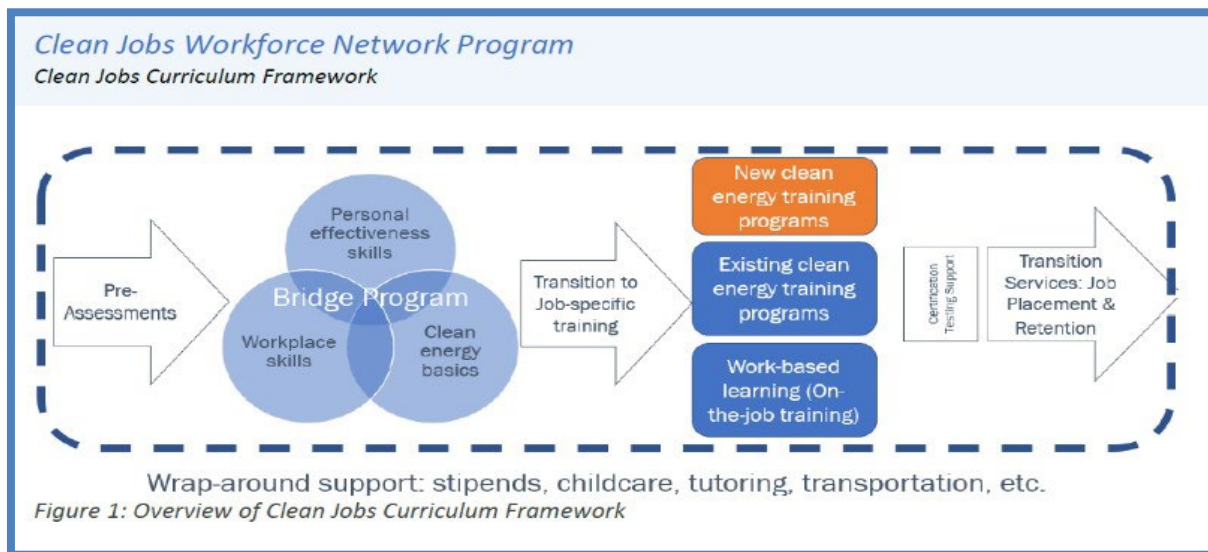 Clean Jobs Workforce Network Program
Clean Jobs Curriculum Framework
Pre-
Assessments
Personal
effectiveness
skills
Bridge Program
Workplace
skills
Clean
energy
basics
Transition to
Job-specific
training
New clean
energy training
programs
Existing clean
energy training
programs
Work-based
learning (On-
the-job training)
Certification
Testing Support
Transition
Services: Job
Placement &
Retention
Wrap-around support: stipends, childcare, tutoring, transportation, etc.
Figure 1: Overview of Clean Jobs Curriculum Framework